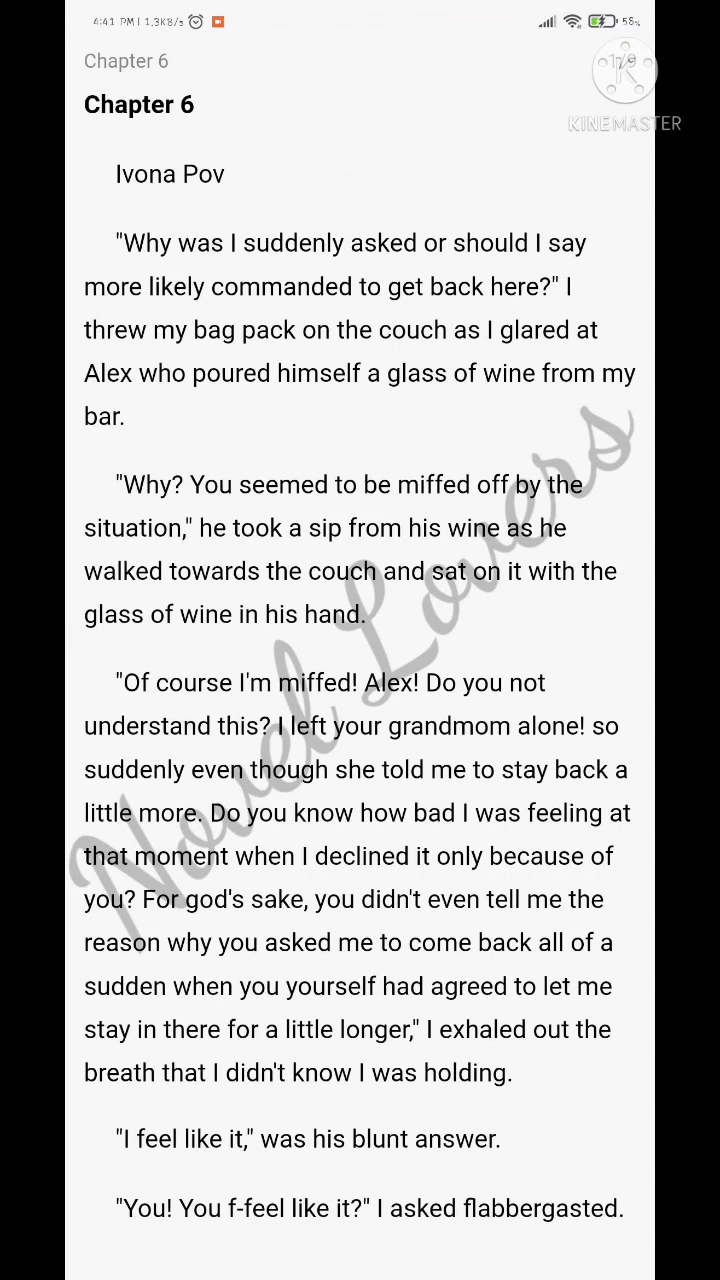 4:41 PM | 1.3KB/s
58%
Chapter 6
1/9
K
KINEMASTER
Chapter 6
Ivona Pov
"Why was I suddenly asked or should I say
more likely commanded to get back here?" I
threw my bag pack on the couch as I glared at
Alex who poured himself a glass of wine from my
bar.
"Why? You seemed to be miffed off by the
situation," he took a sip from his wine as he
walked towards the couch and sat on it with the
glass of wine in his hand.
"Of course I'm miffed! Alex! Do you not
understand this? I left your grandmom alone! so
suddenly even though she told me to stay back a
little more. Do you know how bad I was feeling at
that moment when I declined it only because of
you? For god's sake, you didn't even tell me the
reason why you asked me to come back all of a
sudden when you yourself had agreed to let me
stay in there for a little longer," I exhaled out the
breath that I didn't know I was holding.
"I feel like it," was his blunt answer.
"You! You f-feel like it?" I asked flabbergasted.
Novel Lovers